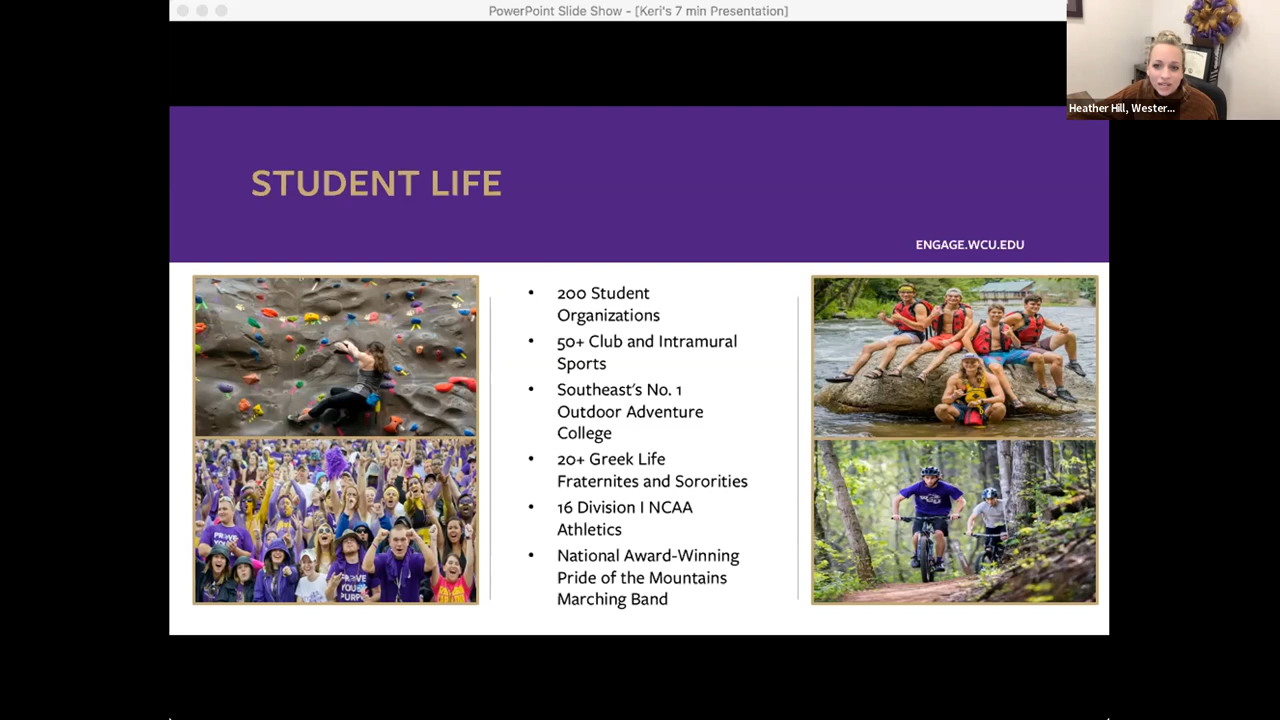 PowerPoint Slide Show - [Keri's 7 min Presentation]
Heather Hill, Wester...
STUDENT LIFE
ENGAGE.WCU.EDU
• 200 Student
Organizations
• 50+ Club and Intramural
Sports
• Southeast's No. 1
Outdoor Adventure
College
• 20+ Greek Life
Fraternites and Sororities
• 16 Division I NCAA
Athletics
• National Award-Winning
Pride of the Mountains
Marching Band